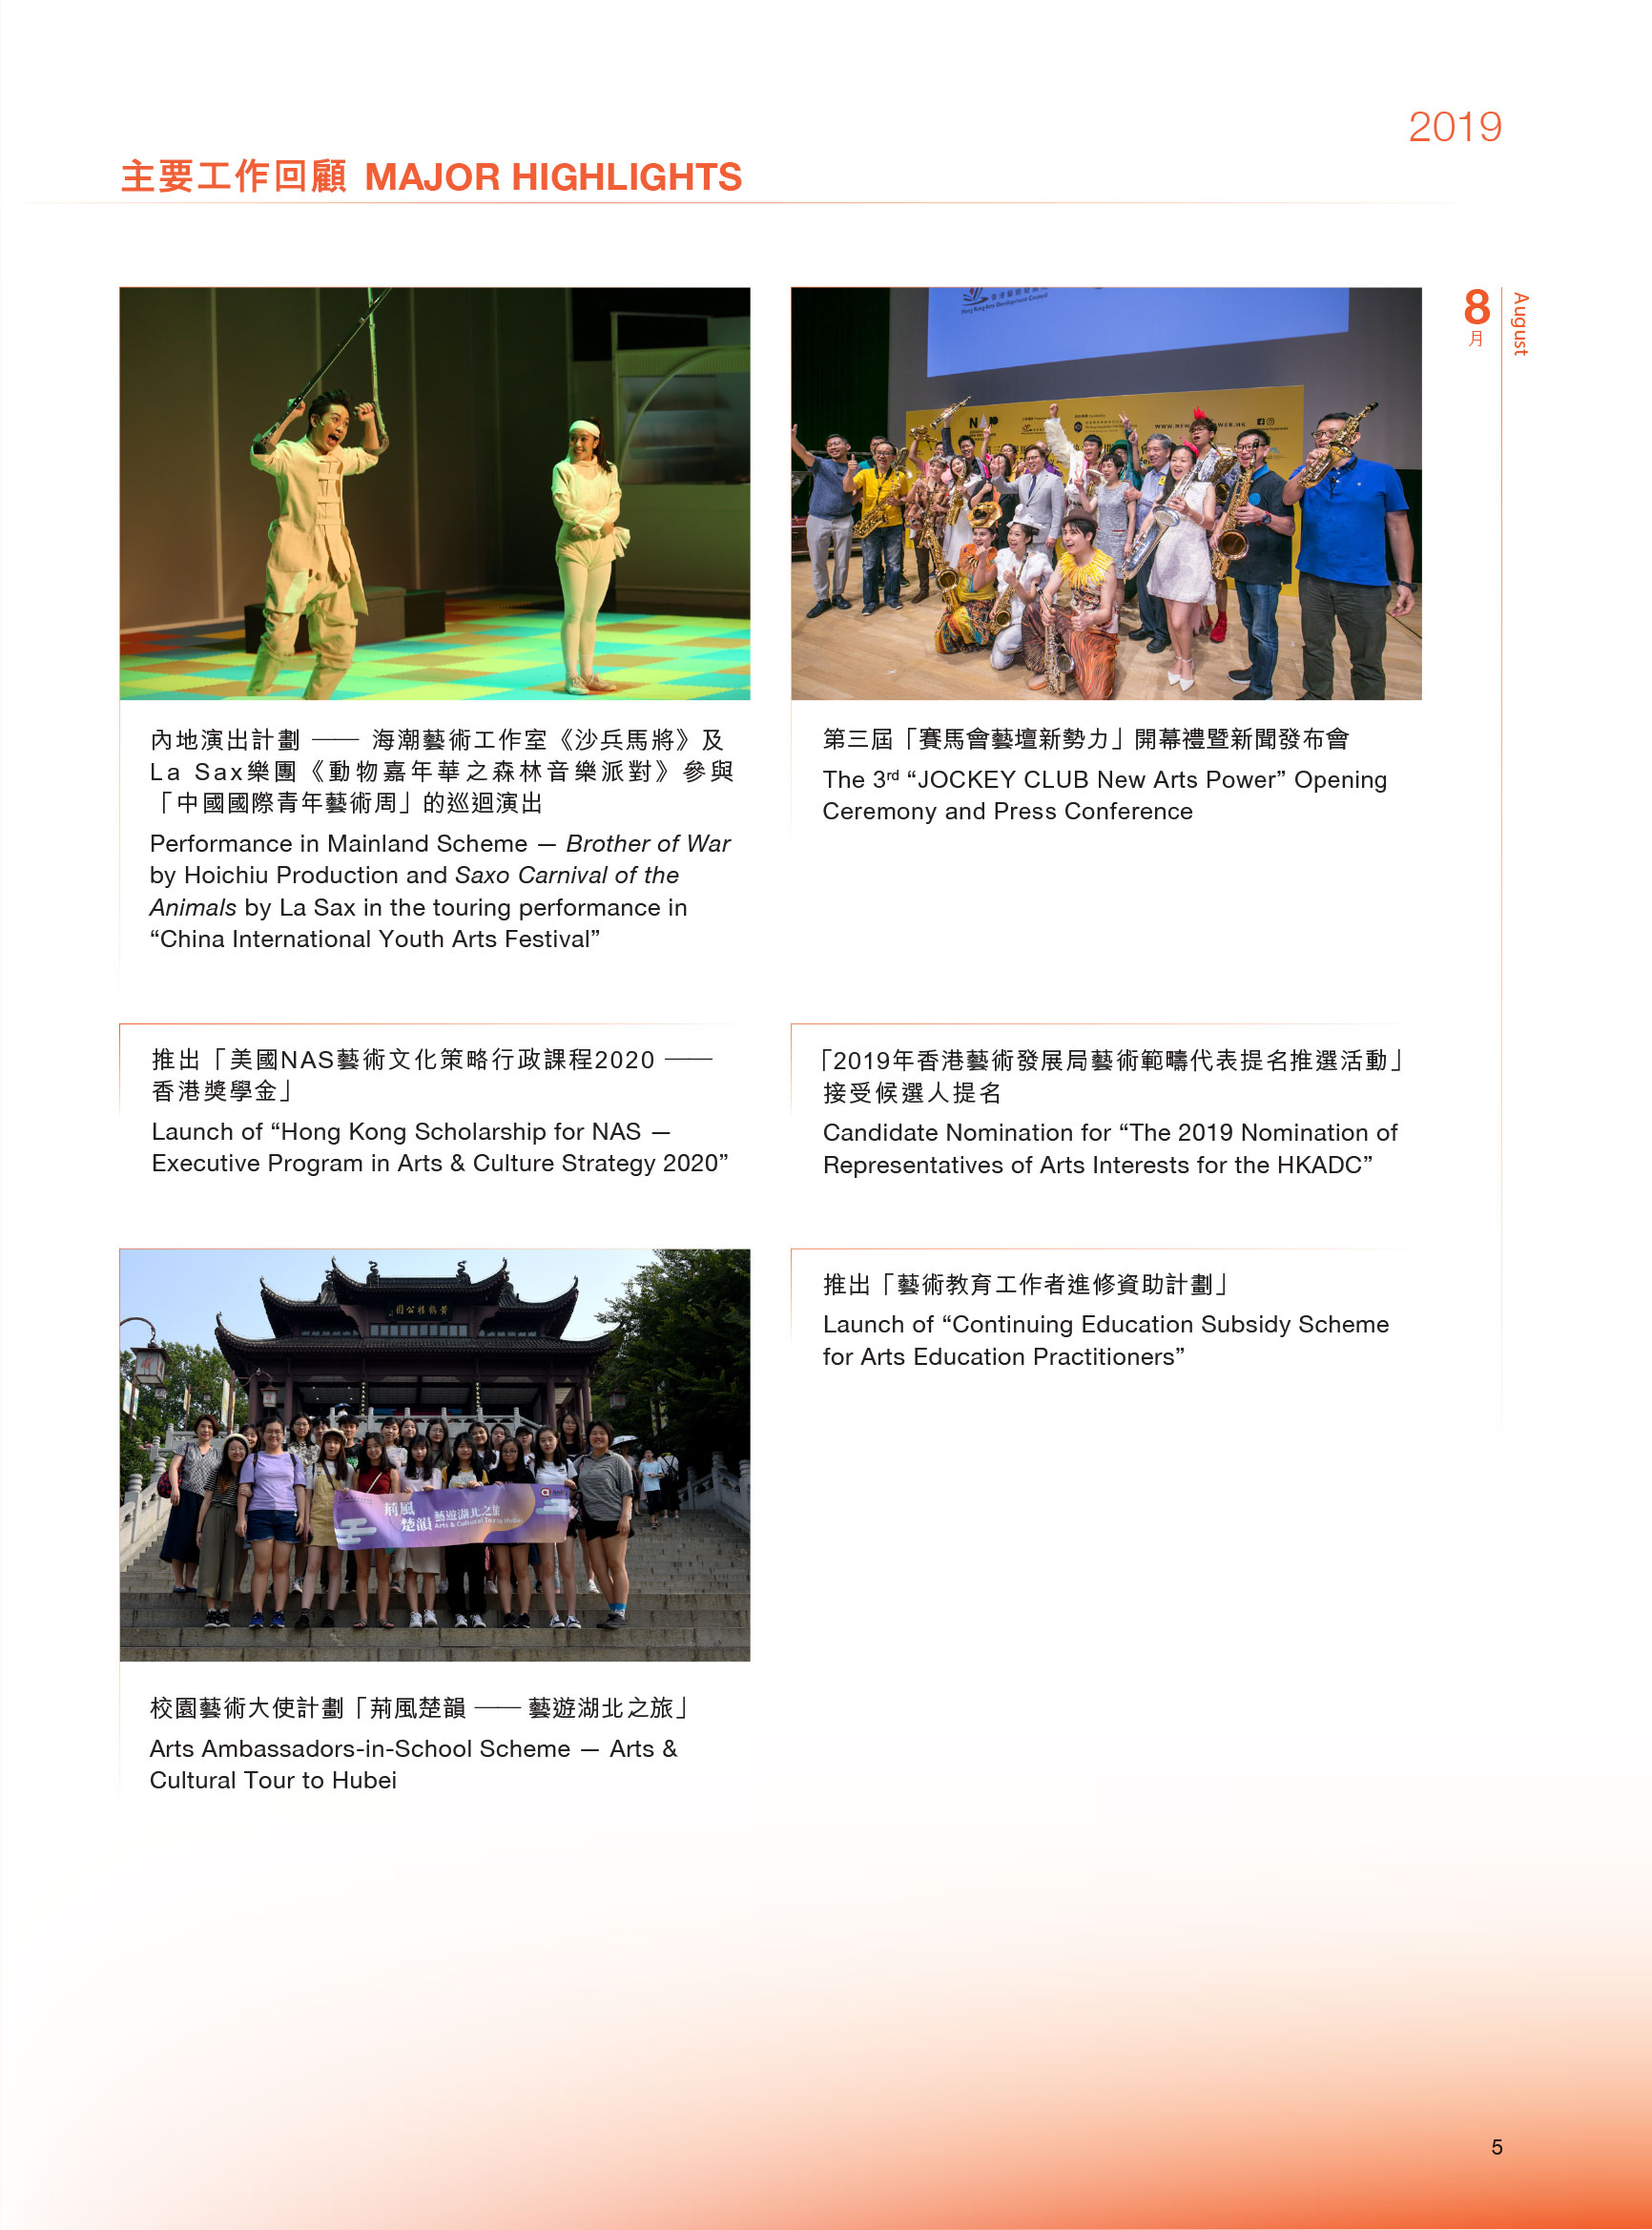 2019
主要工作回顧 MAJOR HIGHLIGHTS
8
月
August
Hong Kong Arts Development Council
內地演出計劃 —— 海潮藝術工作室《沙兵馬將》及
La Sax樂團《動物嘉年華之森林音樂派對》參與
「中國國際青年藝術周」的巡迴演出
Performance in Mainland Scheme — Brother of War
by Hoichiu Production and Saxo Carnival of the
Animals by La Sax in the touring performance in
“China International Youth Arts Festival”
第三屆「賽馬會藝壇新勢力」開幕禮暨新聞發布會
The 3rd “JOCKEY CLUB New Arts Power” Opening
Ceremony and Press Conference
推出「美國NAS藝術文化策略行政課程2020 ——
香港獎學金」
Launch of “Hong Kong Scholarship for NAS —
Executive Program in Arts & Culture Strategy 2020”
「2019年香港藝術發展局藝術範疇代表提名推選活動」
接受候選人提名
Candidate Nomination for “The 2019 Nomination of
Representatives of Arts Interests for the HKADC”
黃鶴樓公園
荊風
楚韻 藝遊湖北之旅
Arts & Cultural Tour to Hubei
校園藝術大使計劃「荊風楚韻 —— 藝遊湖北之旅」
Arts Ambassadors-in-School Scheme — Arts &
Cultural Tour to Hubei
推出「藝術教育工作者進修資助計劃」
Launch of “Continuing Education Subsidy Scheme
for Arts Education Practitioners”
5